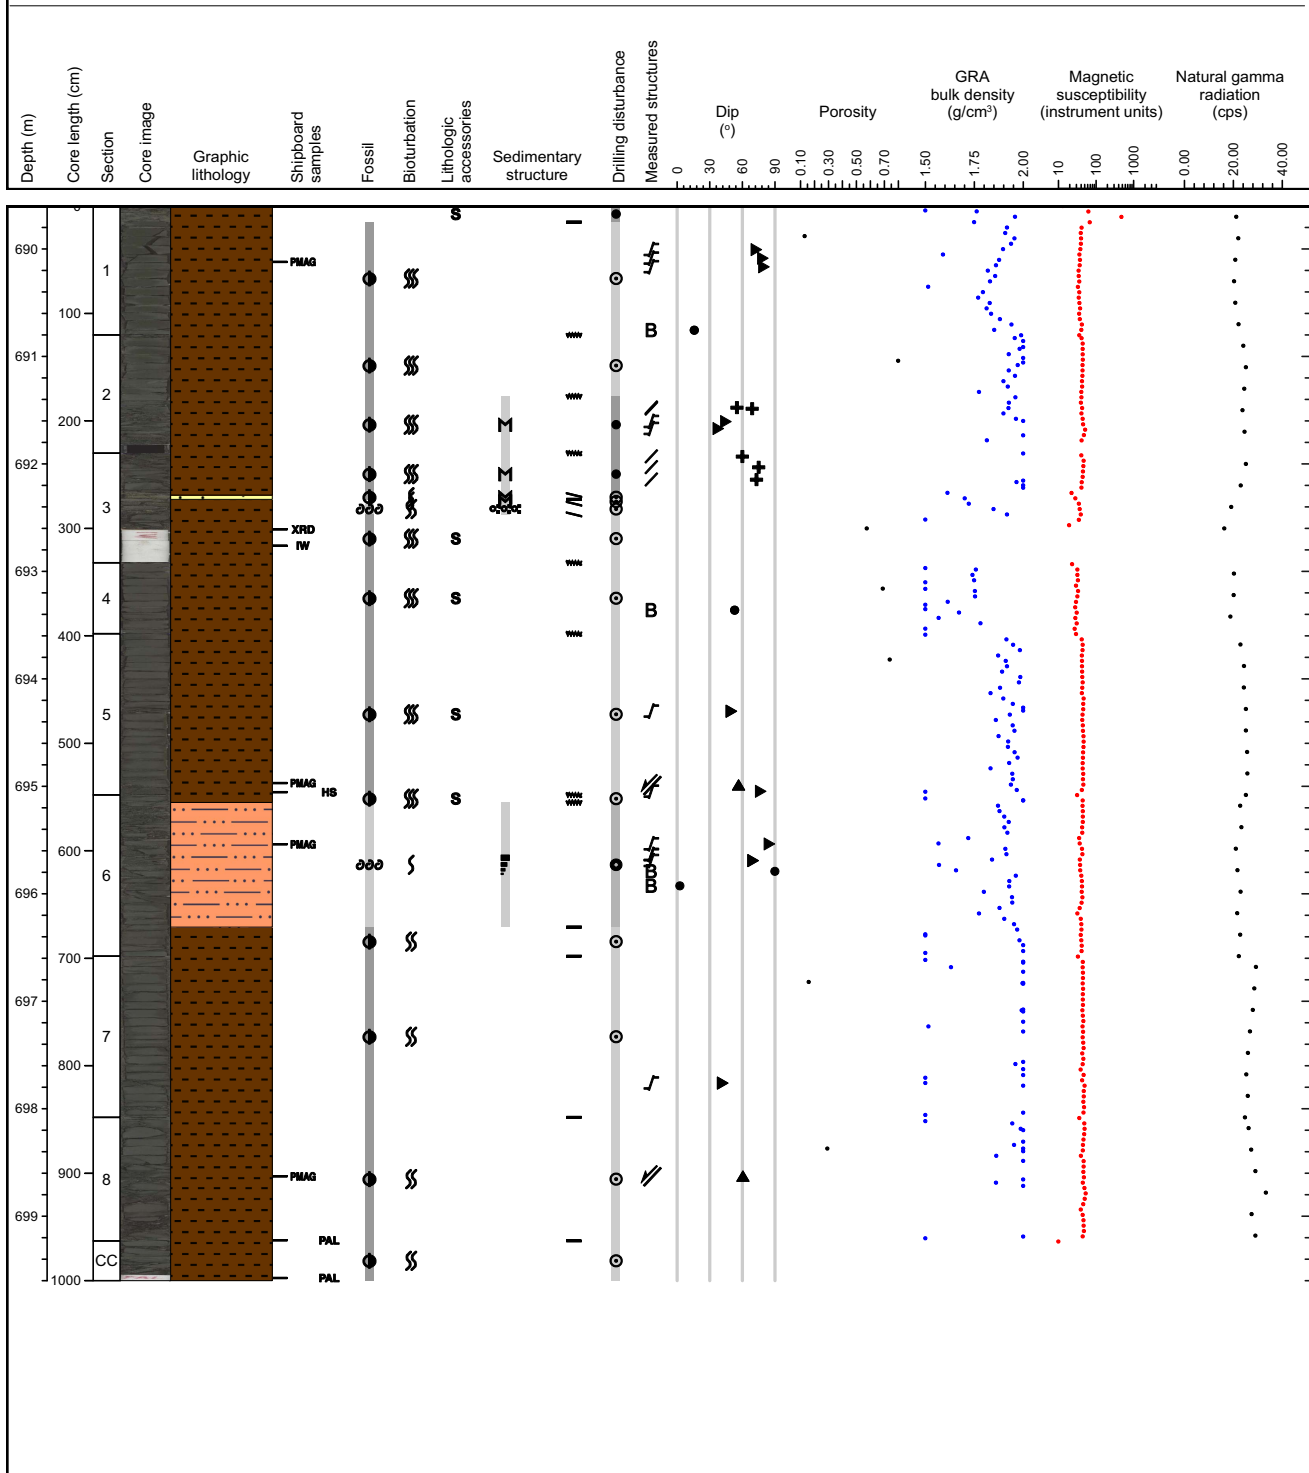 Depth (m)
Core length (cm)
Section
Core image
Graphic
lithology
Shipboard
samples
Fossil
Bioturbation
Lithologic
accessories
Sedimentary
structure
Drilling disturbance
Measured structures
Dip
(°)
Porosity
GRA
bulk density
(g/cm³)
Magnetic
susceptibility
(instrument units)
Natural gamma
radiation
(cps)
0 30 60 90
0.10 0.30 0.50 0.70
1.50 1.75 2.00
10 100 1000
0.00 20.00 40.00
0
S
690
PMAG
1
100
B
691
2
200
692
3
300
XRD
IW
S
693
4
S
B
400
694
5
S
500
695
PMAG
HS
S
PMAG
600
6
B
B
696
700
697
7
800
698
900
8
PMAG
699
PAL
CC
1000
PAL